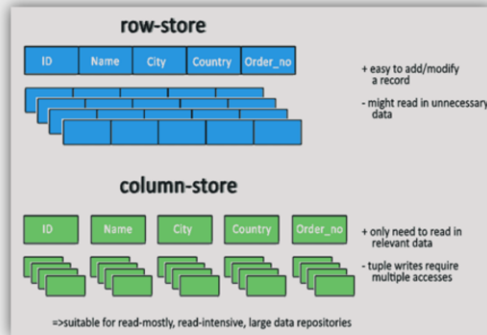 row-store
ID Name City Country Order_no
+ easy to add/modify
a record
- might read in unnecessary
data
column-store
ID Name City Country Order_no
+ only need to read in
relevant data
- tuple writes require
multiple accesses
=>suitable for read-mostly, read-intensive, large data repositories